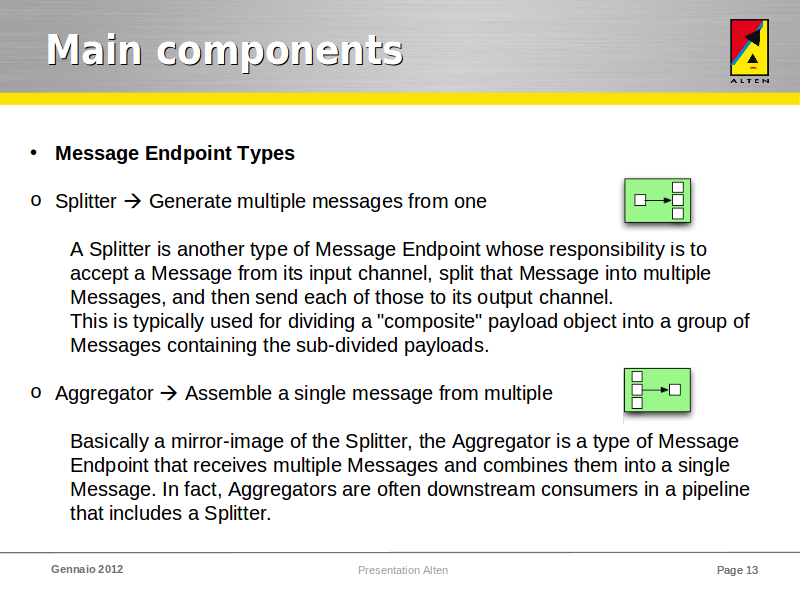 Main components
ALTEN
• Message Endpoint Types
o Splitter → Generate multiple messages from one
A Splitter is another type of Message Endpoint whose responsibility is to
accept a Message from its input channel, split that Message into multiple
Messages, and then send each of those to its output channel.
This is typically used for dividing a "composite" payload object into a group of
Messages containing the sub-divided payloads.
o Aggregator → Assemble a single message from multiple
Basically a mirror-image of the Splitter, the Aggregator is a type of Message
Endpoint that receives multiple Messages and combines them into a single
Message. In fact, Aggregators are often downstream consumers in a pipeline
that includes a Splitter.
Gennaio 2012 Presentation Alten Page 13